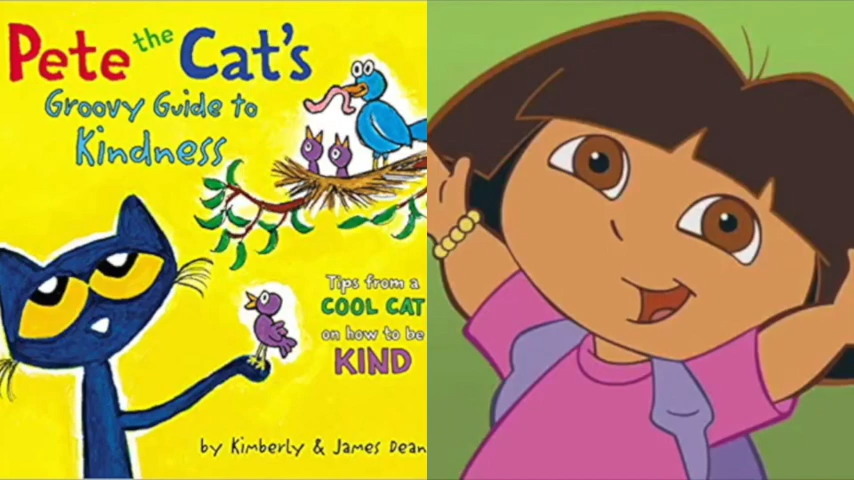 Pete the Cat's
Groovy Guide to
Kindness
Tips from a
COOL CAT
on how to be
KIND
by Kimberly & James Dean